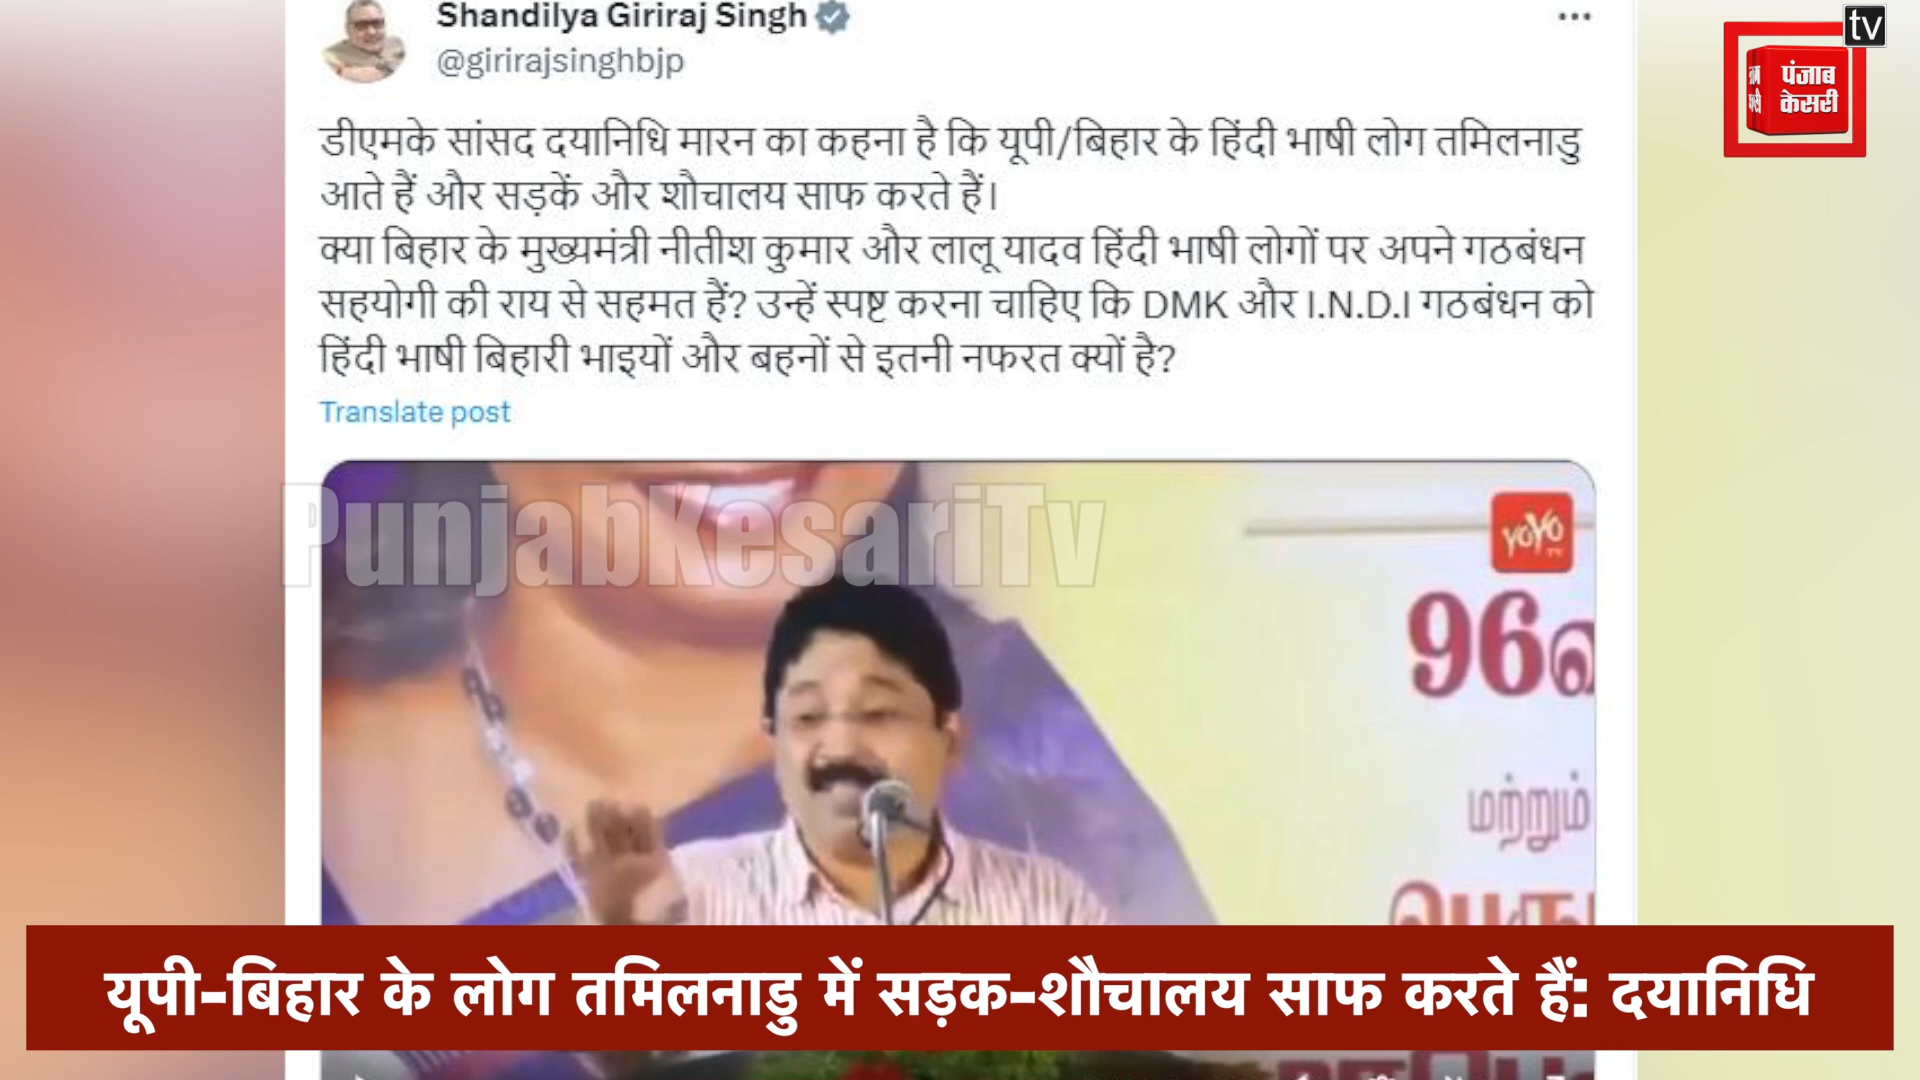 Shandilya Giriraj Singh
@girirajsinghbjp
tv
पंजाब
केसरी
डीएमके सांसद दयानिधि मारन का कहना है कि यूपी/बिहार के हिंदी भाषी लोग तमिलनाडु
आते हैं और सड़कें और शौचालय साफ करते हैं।
क्या बिहार के मुख्यमंत्री नीतीश कुमार और लालू यादव हिंदी भाषी लोगों पर अपने गठबंधन
सहयोगी की राय से सहमत हैं? उन्हें स्पष्ट करना चाहिए कि DMK और I.N.D.I गठबंधन को
हिंदी भाषी बिहारी भाइयों और बहनों से इतनी नफरत क्यों है?
Translate post
PunjabKesariTv
YOYO
TV
96
மற்றும்
यूपी-बिहार के लोग तमिलनाडु में सड़क-शौचालय साफ करते हैं: दयानिधि